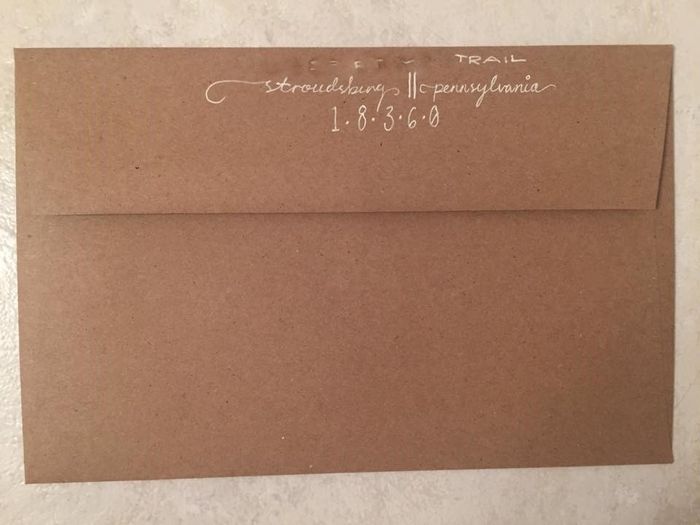 TRAIL
stroudsburg || pennsylvania
1.8.3.6.0